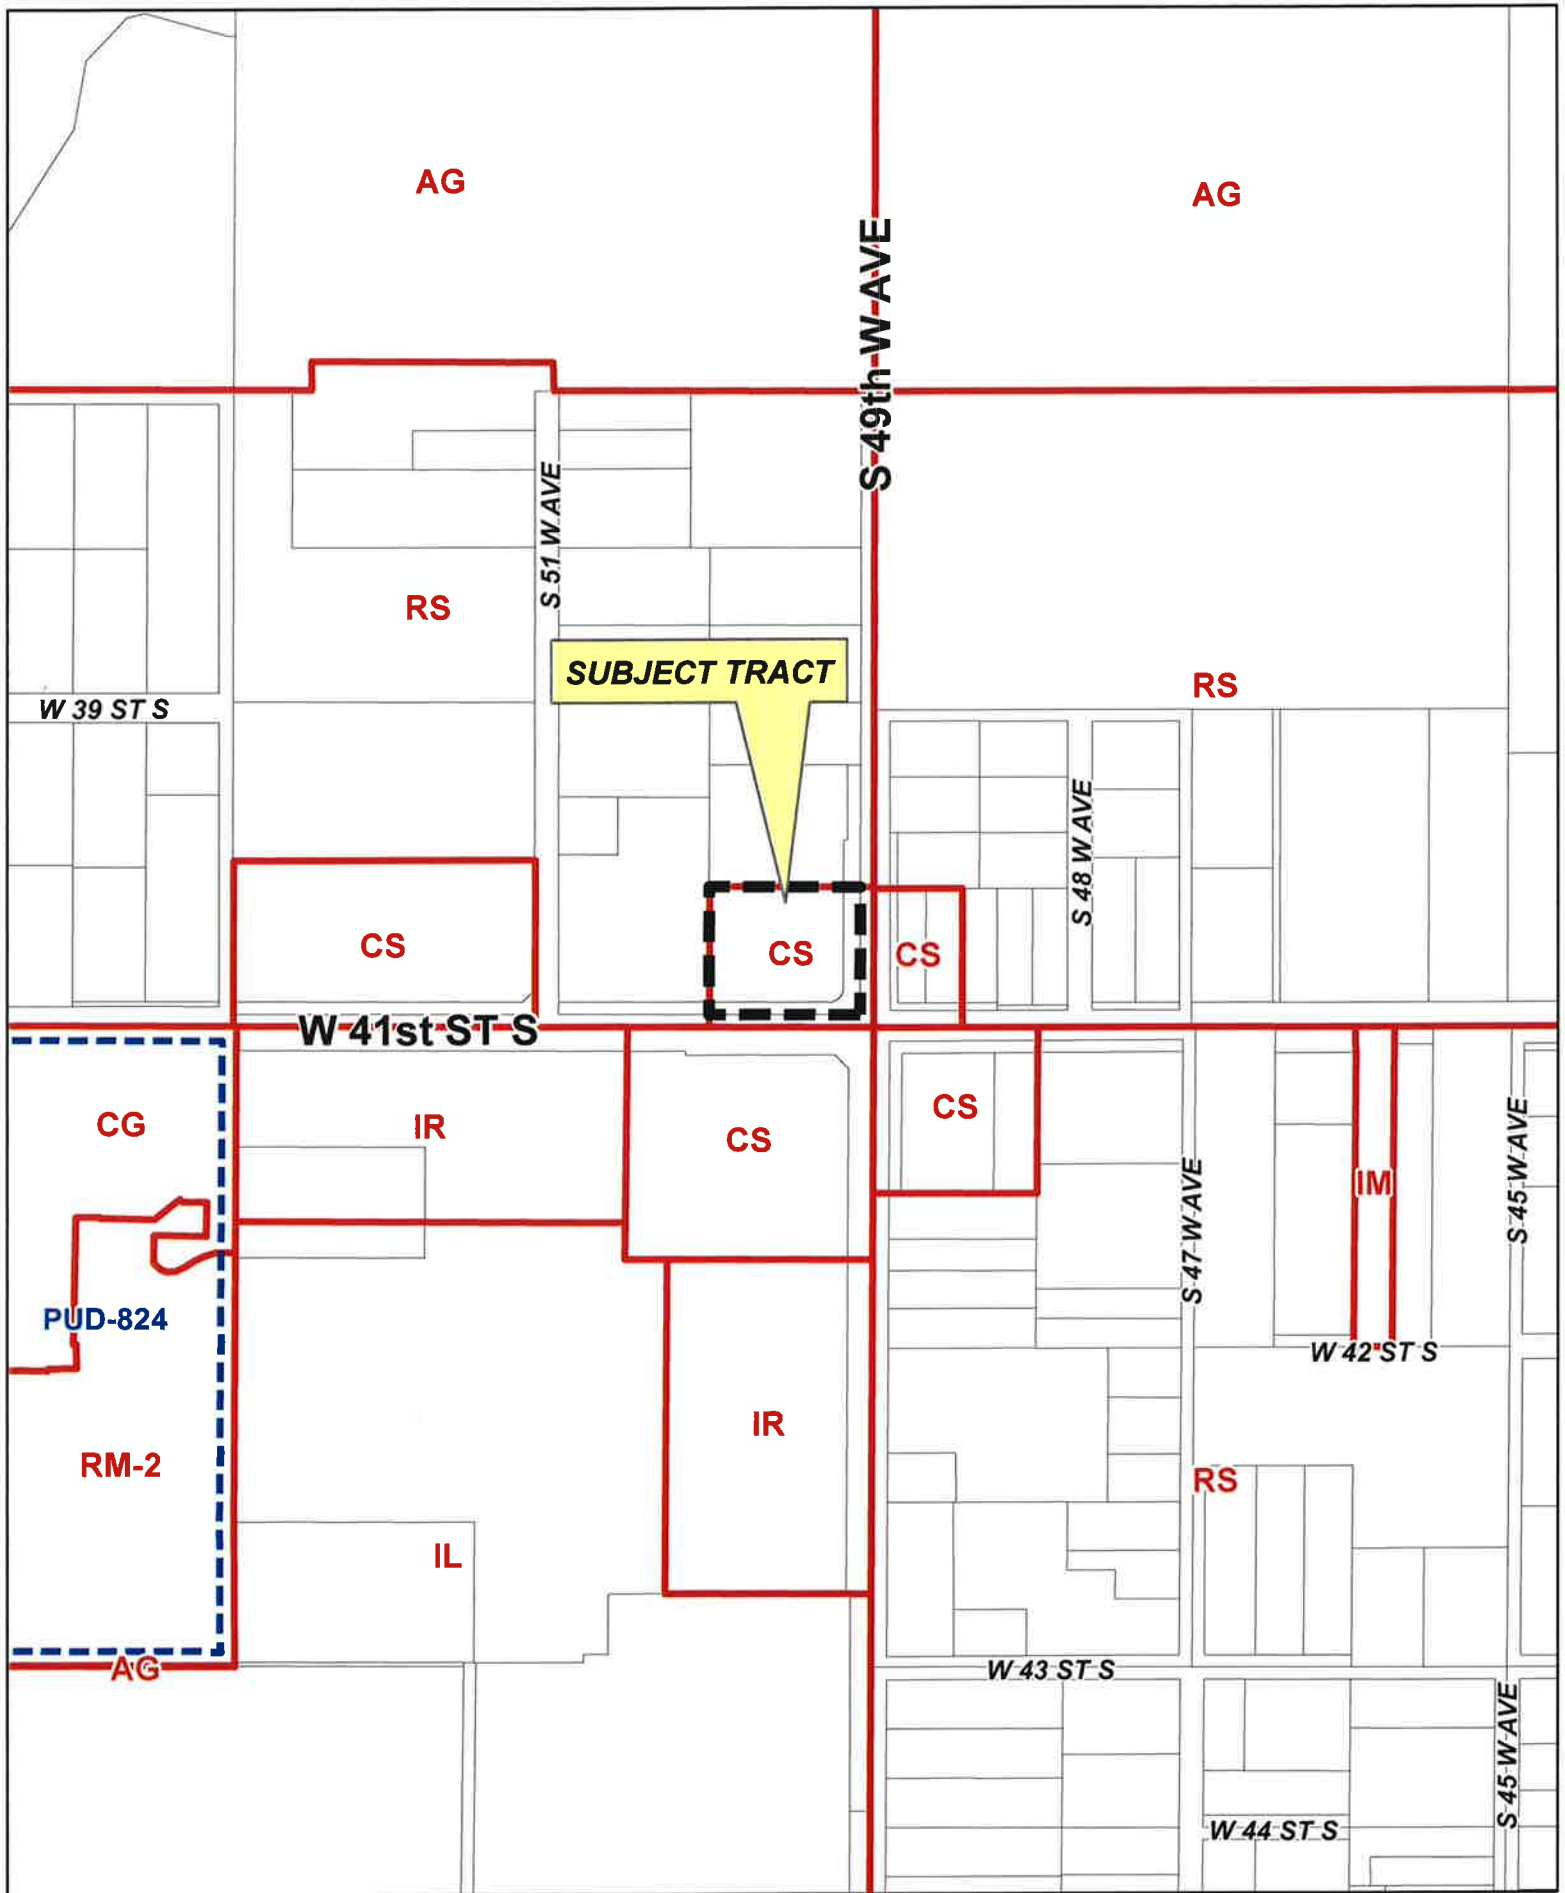 AG
AG
S 49th W AVE
S 51 W AVE
RS
SUBJECT TRACT
RS
W 39 ST S
S 48 W AVE
CS
CS
CS
W 41st ST S
CG
IR
CS
CS
IM
S 45 W AVE
S 47 W AVE
PUD-824
W 42 ST S
IR
RM-2
RS
IL
AG
W 43 ST S
S 45 W AVE
W 44 ST S